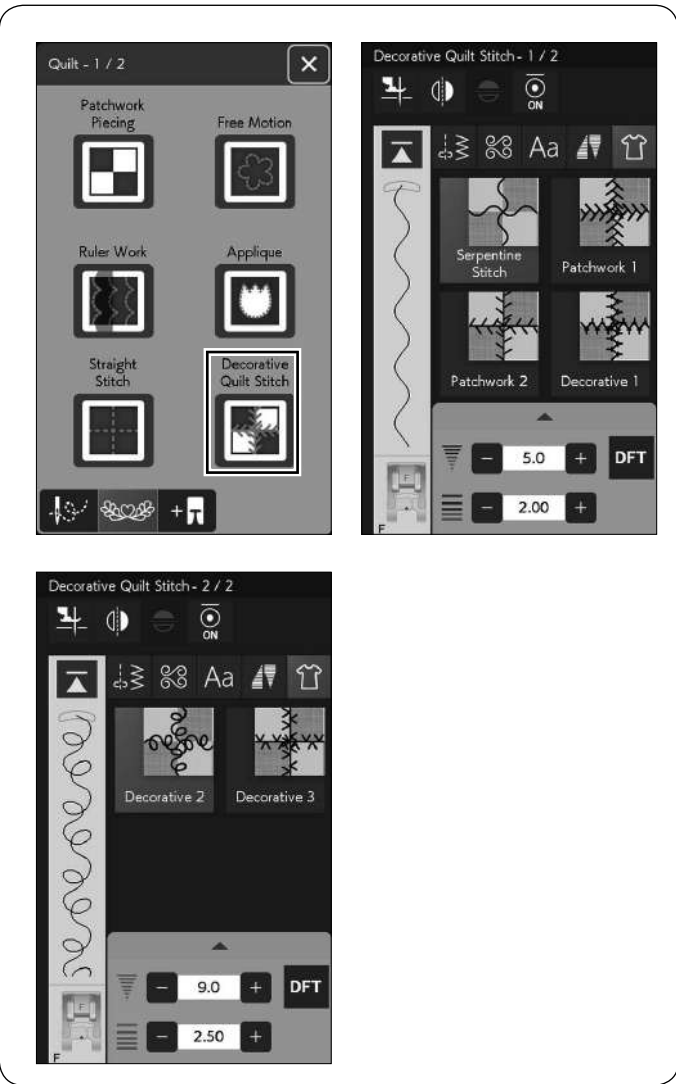 Quilt - 1 / 2
Patchwork
Piecing
Free Motion
Ruler Work
Applique
Straight
Stitch
Decorative
Quilt Stitch
Decorative Quilt Stitch- 1 / 2
ON
Aa
Serpentine
Stitch
Patchwork 1
Patchwork 2
Decorative 1
- 5.0 + DFT
- 2.00 +
F
F
Decorative Quilt Stitch- 2 / 2
ON
Aa
Decorative 2
Decorative 3
- 9.0 + DFT
- 2.50 +
F
F